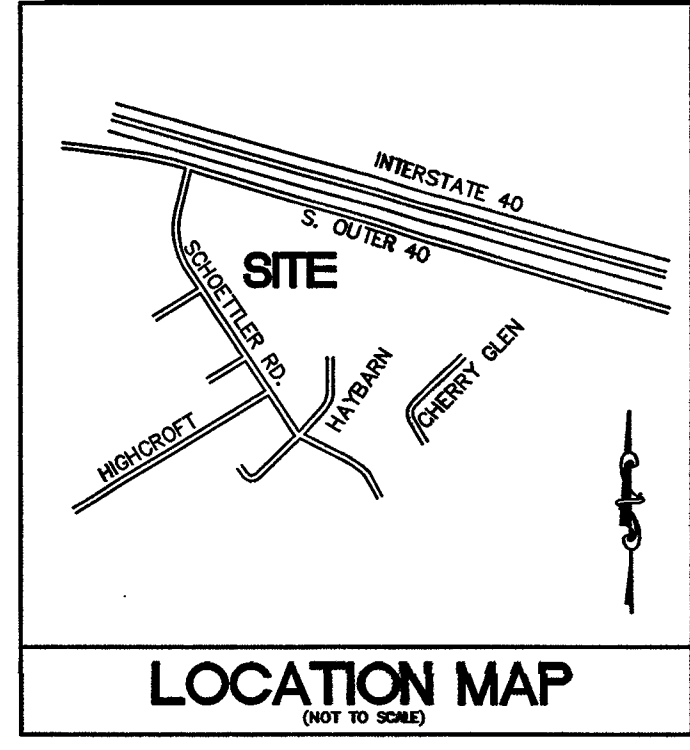 INTERSTATE 40
S. OUTER 40
SITE
SCHOETTLER RD.
HAYBARN
CHERRY GLEN
HIGHCROFT
LOCATION MAP
(NOT TO SCALE)